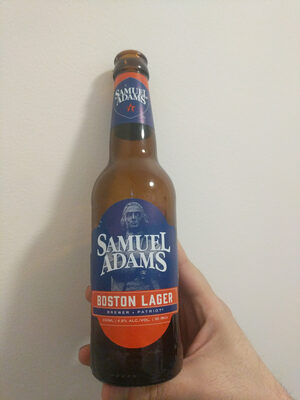 SAMUEL
ADAMS
SAMUEL
ADAMS
BOSTON LAGER
BREWER • PATRIOT